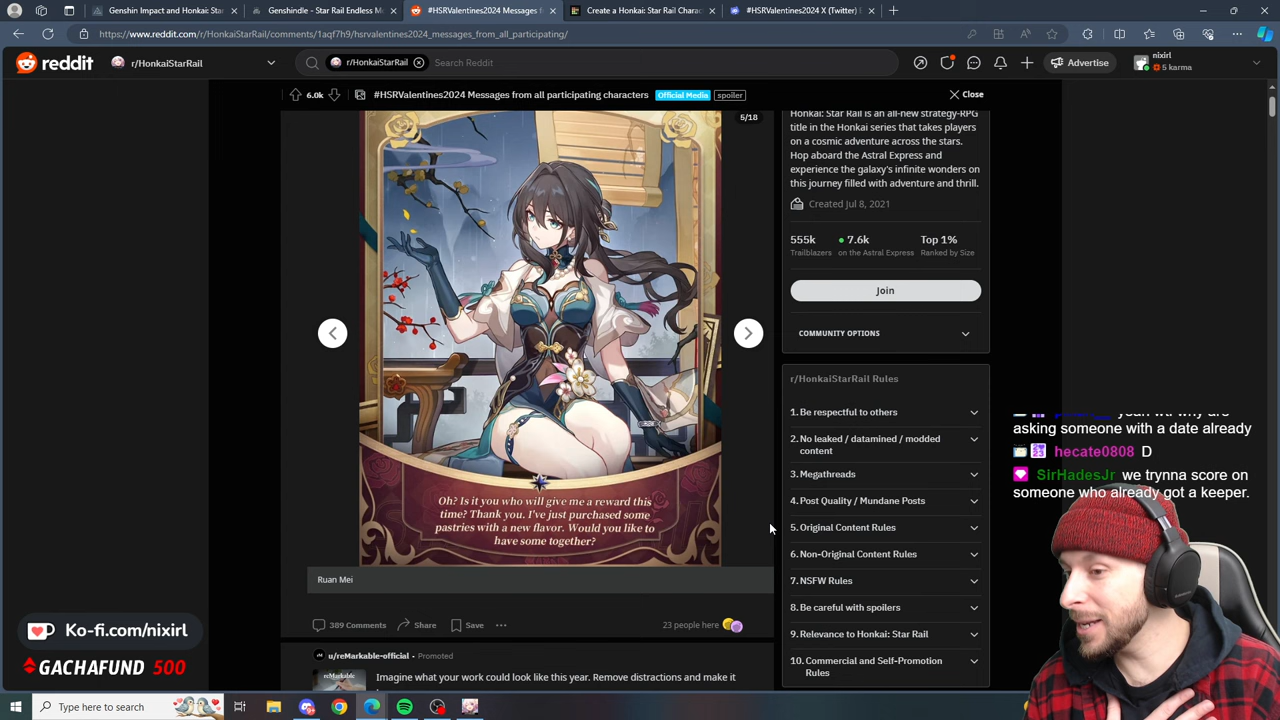 Genshin Impact and Honkai: Star
Genshindle - Star Rail Endless M
#HSRValentines2024 Messages f
Create a Honkai: Star Rail Chara
#HSRValentines2024 X (Twitter)
https://www.reddit.com/r/HonkaiStarRail/comments/1aqf7h9/hsrvalentines2024_messages_from_all_participating/
reddit
r/HonkaiStarRail
r/HonkaiStarRail
Search Reddit
Advertise
nixirl
5 karma
6.0k
#HSRValentines2024 Messages from all participating characters
Official Media
spoiler
Close
5/18
Honkai: Star Rail is an all-new strategy-RPG
title in the Honkai series that takes players
on a cosmic adventure across the stars.
Hop aboard the Astral Express and
experience the galaxy's infinite wonders on
this journey filled with adventure and thrill.
Created Jul 8, 2021
555k
7.6k
Top 1%
Trailblazers
on the Astral Express
Ranked by Size
Join
COMMUNITY OPTIONS
r/HonkaiStarRail Rules
1. Be respectful to others
2. No leaked / datamined / modded
content
3. Megathreads
4. Post Quality / Mundane Posts
5. Original Content Rules
6. Non-Original Content Rules
7. NSFW Rules
8. Be careful with spoilers
9. Relevance to Honkai: Star Rail
10. Commercial and Self-Promotion
Rules
Oh? Is it you who will give me a reward this
time? Thank you. I've just purchased some
pastries with a new flavor. Would you like to
have some together?
Ruan Mei
389 Comments
Share
Save
23 people here
u/reMarkable-official • Promoted
Imagine what your work could look like this year. Remove distractions and make it
reMarkable
asking someone with a date already
hecate0808 D
SirHadesJr we trynna score on
someone who already got a keeper.
Ko-fi.com/nixirl
GACHAFUND 500
Type here to search